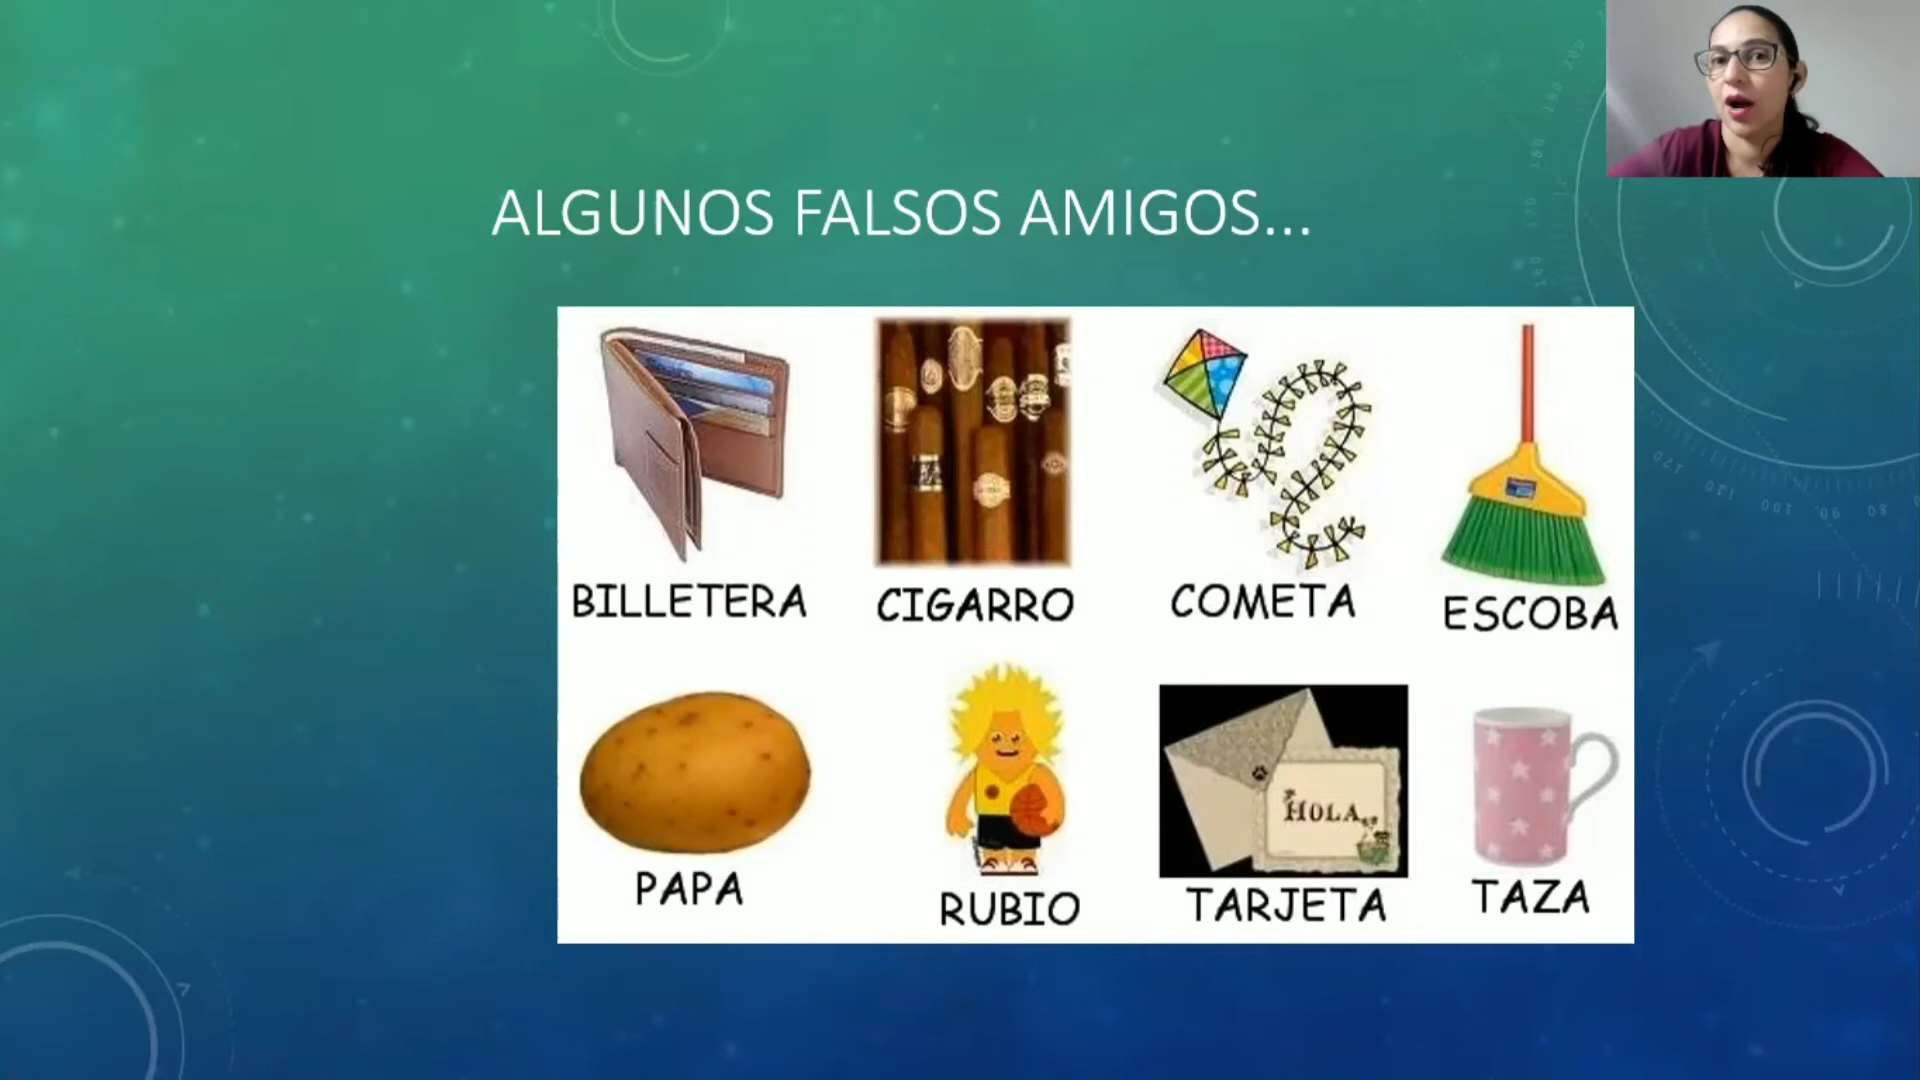 ALGUNOS FALSOS AMIGOS...
BILLETERA
CIGARRO
COMETA
ESCOBA
PAPA
RUBIO
TARJETA
TAZA
HOLA